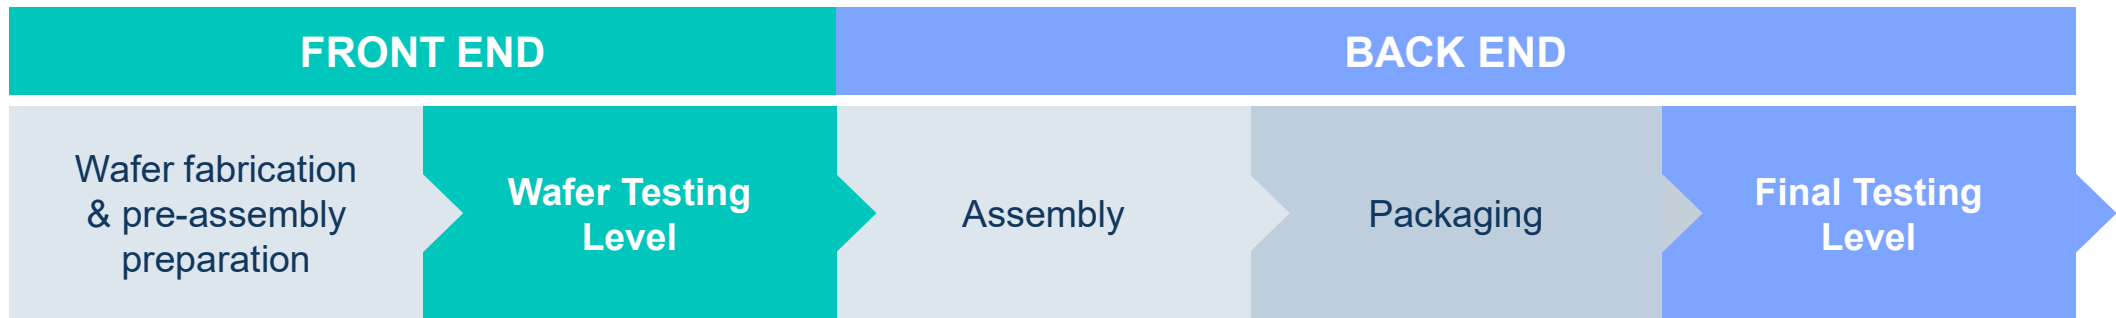 FRONT END
BACK END
Wafer fabrication
& pre-assembly
preparation
Wafer Testing
Level
Assembly
Packaging
Final Testing
Level